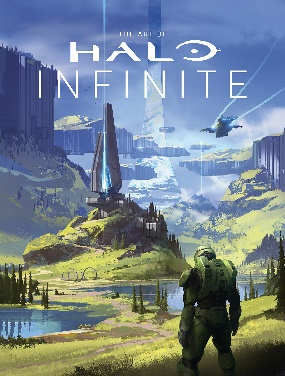 THE ART OF
HALO
INFINITE